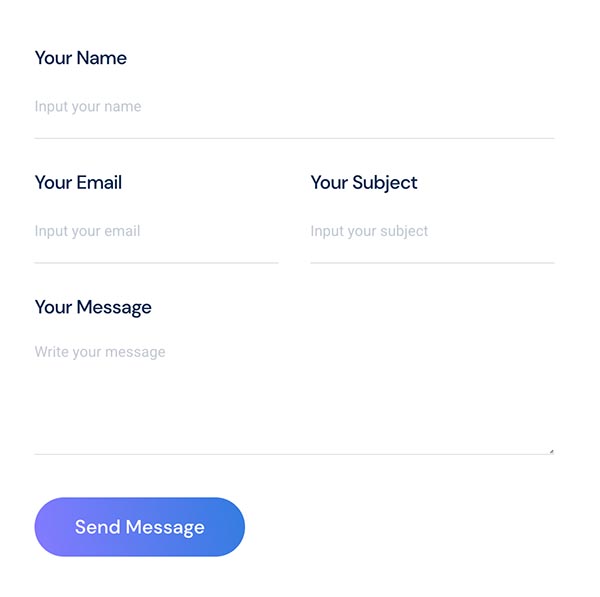 Your Name
Input your name
Your Email
Your Subject
Input your email
Input your subject
Your Message
Write your message
Send Message